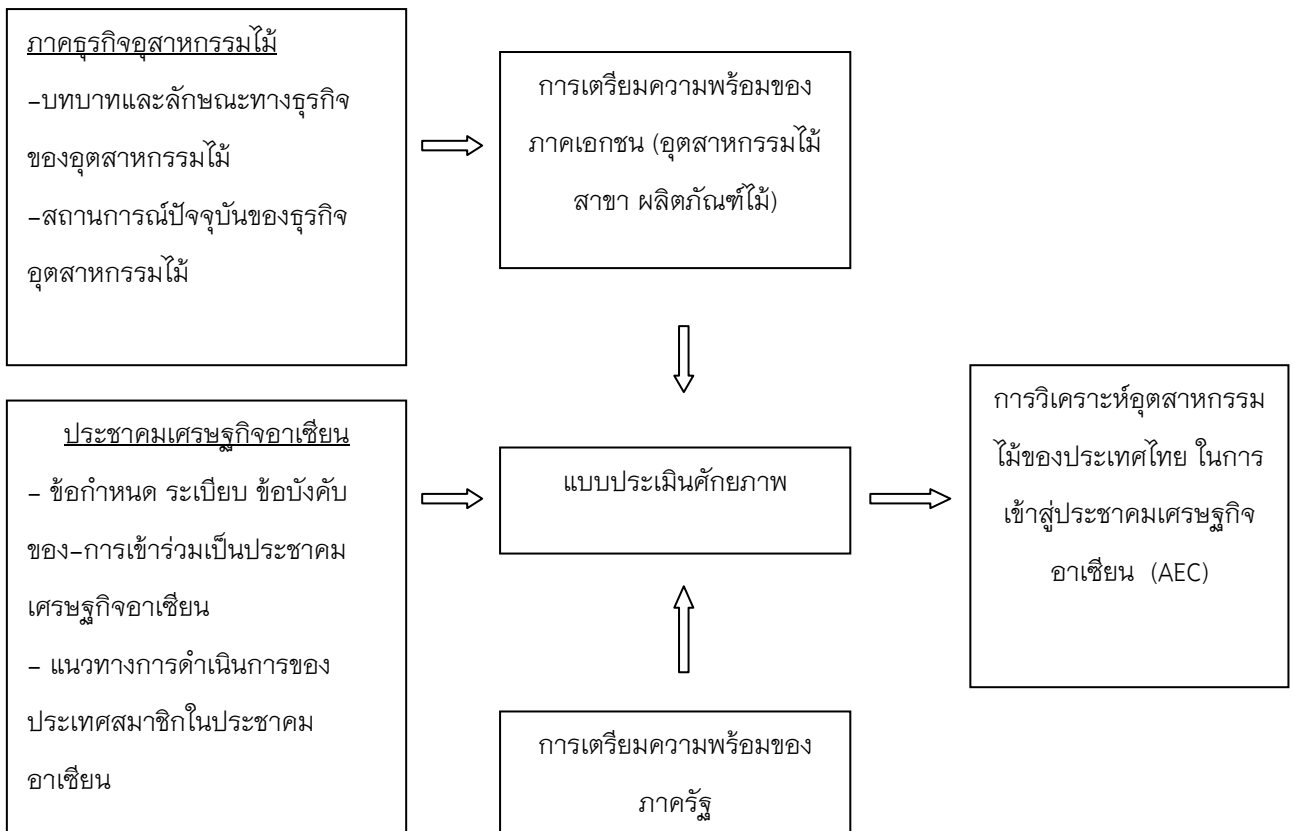 ภาคธุรกิจอุสาหกรรมไม้
-บทบาทและลักษณะทางธุรกิจ
ของอุตสาหกรรมไม้
-สถานการณ์ปัจจุบันของธุรกิจ
อุตสาหกรรมไม้
การเตรียมความพร้อมของ
ภาคเอกชน (อุตสาหกรรมไม้
สาขา ผลิตภัณฑ์ไม้)
ประชาคมเศรษฐกิจอาเซียน
- ข้อกำหนด ระเบียบ ข้อบังคับ
ของ-การเข้าร่วมเป็นประชาคม
เศรษฐกิจอาเซียน
- แนวทางการดำเนินการของ
ประเทศสมาชิกในประชาคม
อาเซียน
แบบประเมินศักยภาพ
การเตรียมความพร้อมของ
ภาครัฐ
การวิเคราะห์อุตสาหกรรม
ไม้ของประเทศไทย ในการ
เข้าสู่ประชาคมเศรษฐกิจ
อาเซียน (AEC)